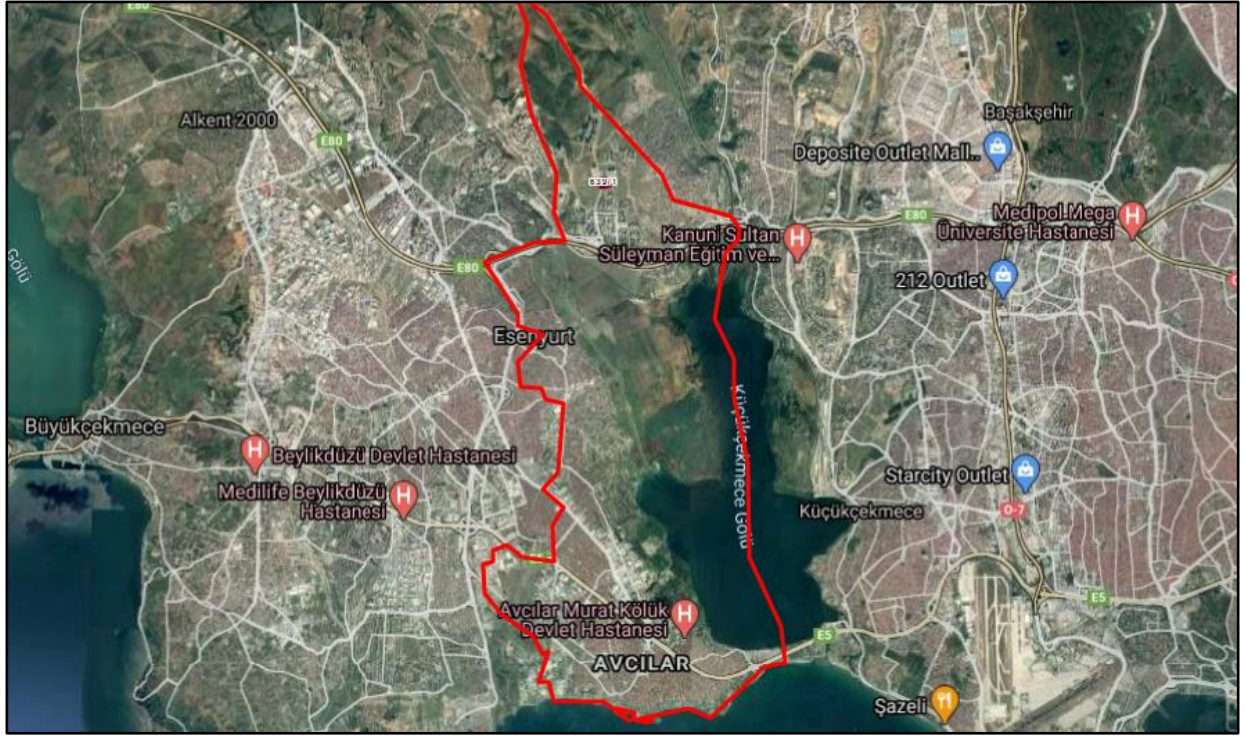 E80
Alkent 2000
E80
Başakşehir
Deposite Outlet Mall..
Medipol Mega
Üniversite Hastanesi
E80
Kanuni Sultan
Süleyman Eğitim ve...
E80
Gölü
212 Outlet
Esenyurt
Büyükçekmece
Beylikdüzü Devlet Hastanesi
Medilife Beylikdüzü
Hastanesi
Küçükçekmece Gölü
Starcity Outlet
Küçükçekmece
O-7
E5
Avcılar Murat Kölük
Devlet Hastanesi
E5
AVCILAR
Şazeli